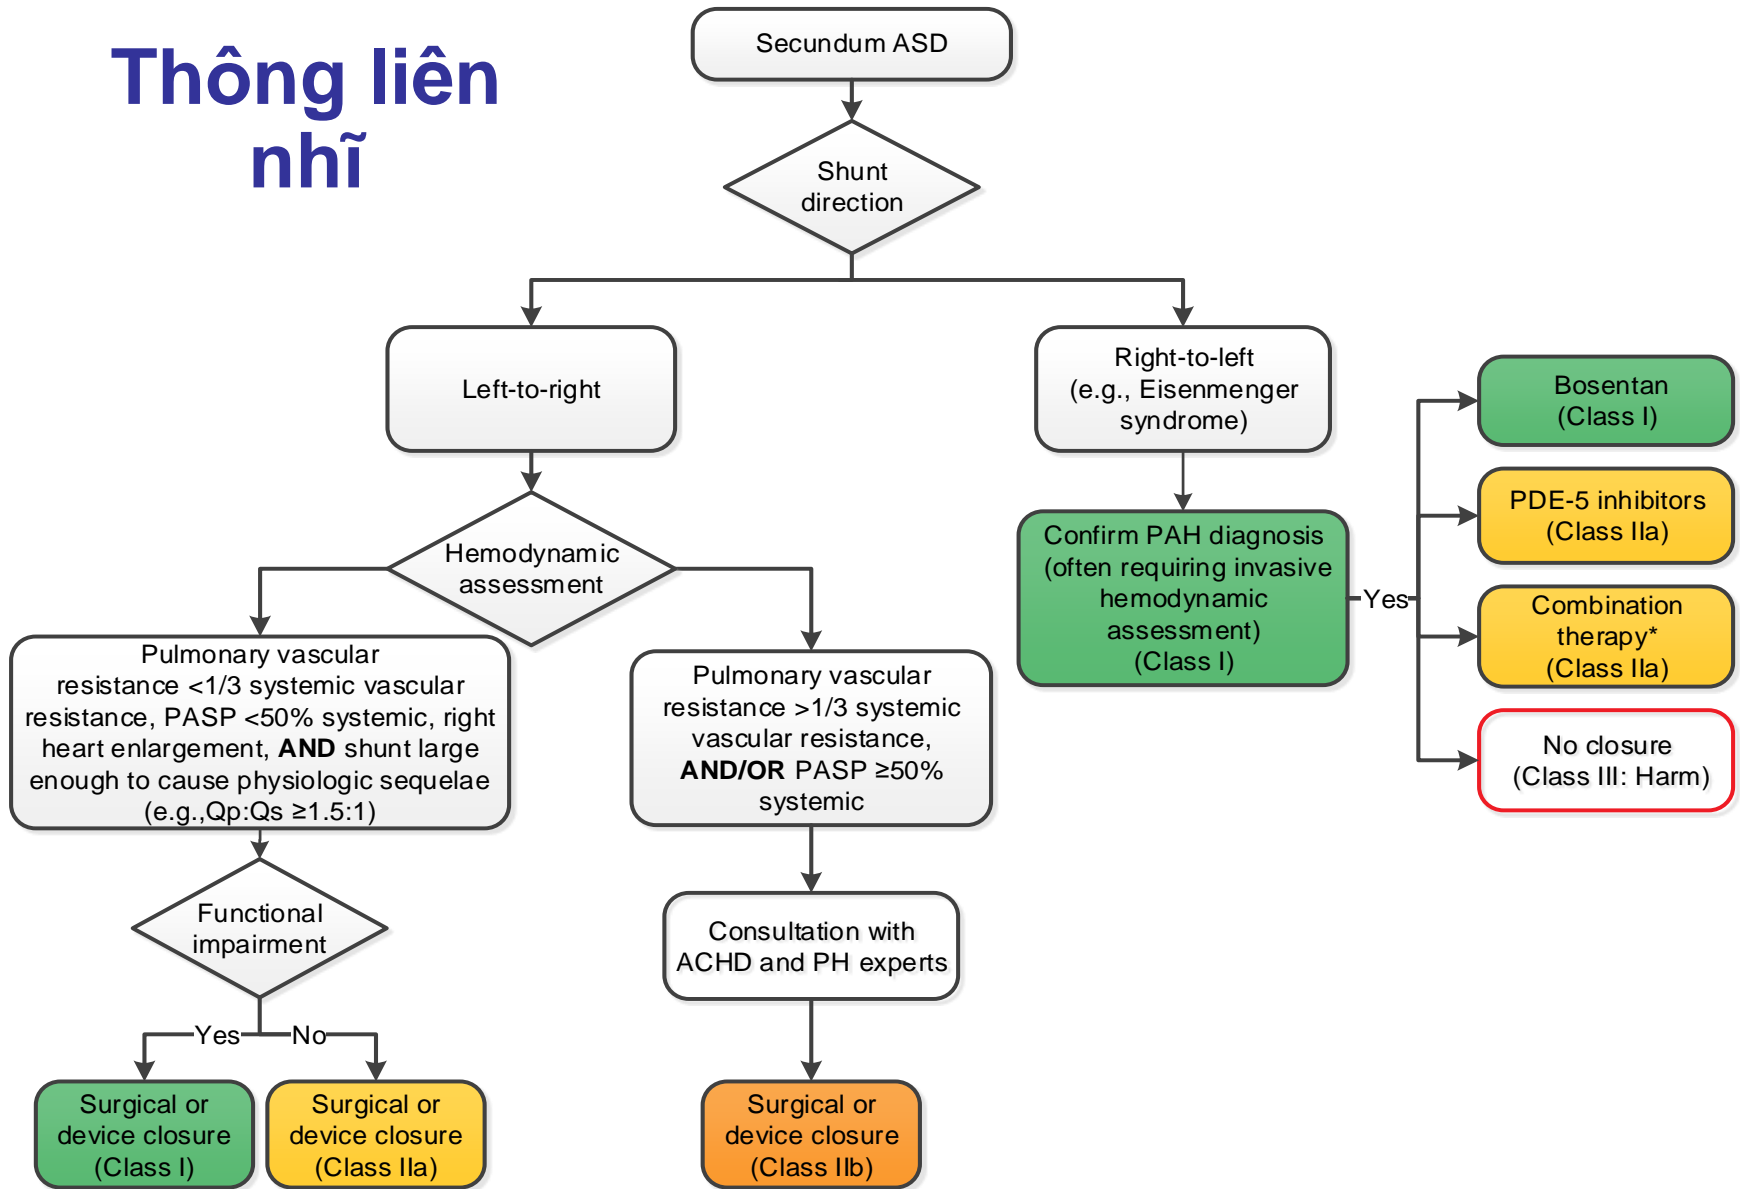 Thông liên
nhĩ
Secundum ASD
Shunt
direction
Left-to-right
Right-to-left
(e.g., Eisenmenger
syndrome)
Bosentan
(Class I)
PDE-5 inhibitors
(Class IIa)
Combination
therapy*
(Class IIa)
No closure
(Class III: Harm)
Confirm PAH diagnosis
(often requiring invasive
hemodynamic
assessment)
(Class I)
Yes
Hemodynamic
assessment
Pulmonary vascular
resistance <1/3 systemic vascular
resistance, PASP <50% systemic, right
heart enlargement, AND shunt large
enough to cause physiologic sequelae
(e.g.,Qp:Qs ≥1.5:1)
Pulmonary vascular
resistance >1/3 systemic
vascular resistance,
AND/OR PASP ≥50%
systemic
Functional
impairment
Consultation with
ACHD and PH experts
Yes
No
Surgical or
device closure
(Class I)
Surgical or
device closure
(Class IIa)
Surgical or
device closure
(Class IIb)